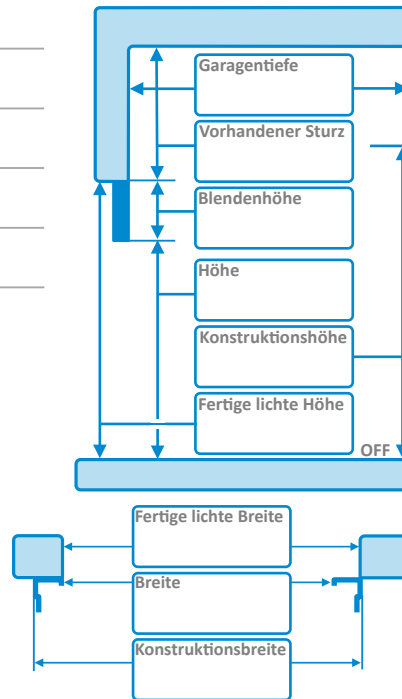 Garagentiefe
Vorhandener Sturz
Blendenhöhe
Höhe
Konstruktionshöhe
Fertige lichte Höhe
OFF
Fertige lichte Breite
Breite
Konstruktionsbreite